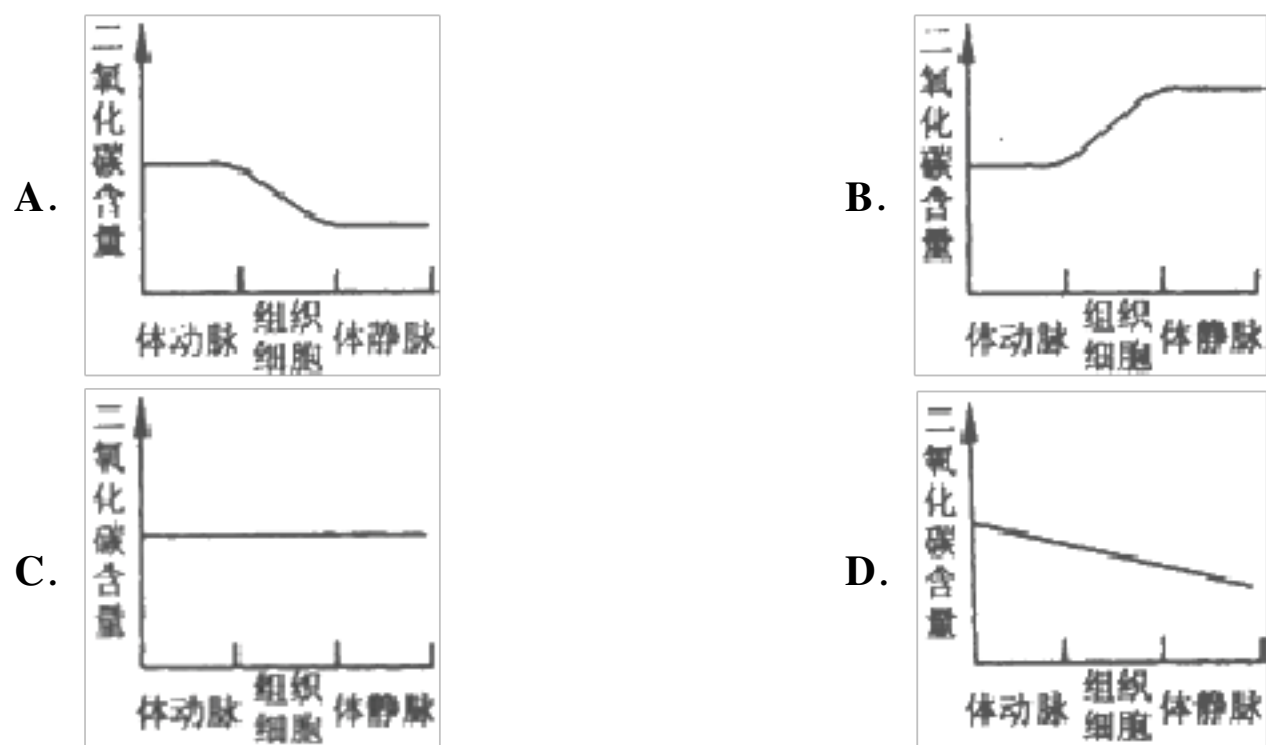 A.
二氧化碳含量
体动脉 组织细胞 体静脉
B.
二氧化碳含量
体动脉 组织细胞 体静脉
C.
二氧化碳含量
体动脉 组织细胞 体静脉
D.
二氧化碳含量
体动脉 组织细胞 体静脉